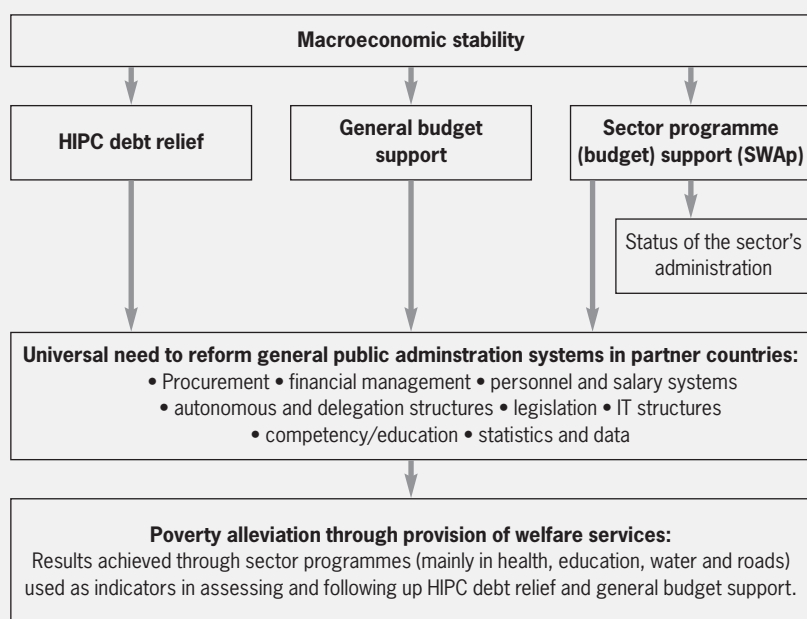 Macroeconomic stability
HIPC debt relief
General budget
support
Sector programme
(budget) support (SWAp)
Status of the sector's
administration
Universal need to reform general public adminstration systems in partner countries:
• Procurement • financial management • personnel and salary systems
• autonomous and delegation structures • legislation • IT structures
• competency/education • statistics and data
Poverty alleviation through provision of welfare services:
Results achieved through sector programmes (mainly in health, education, water and roads)
used as indicators in assessing and following up HIPC debt relief and general budget support.